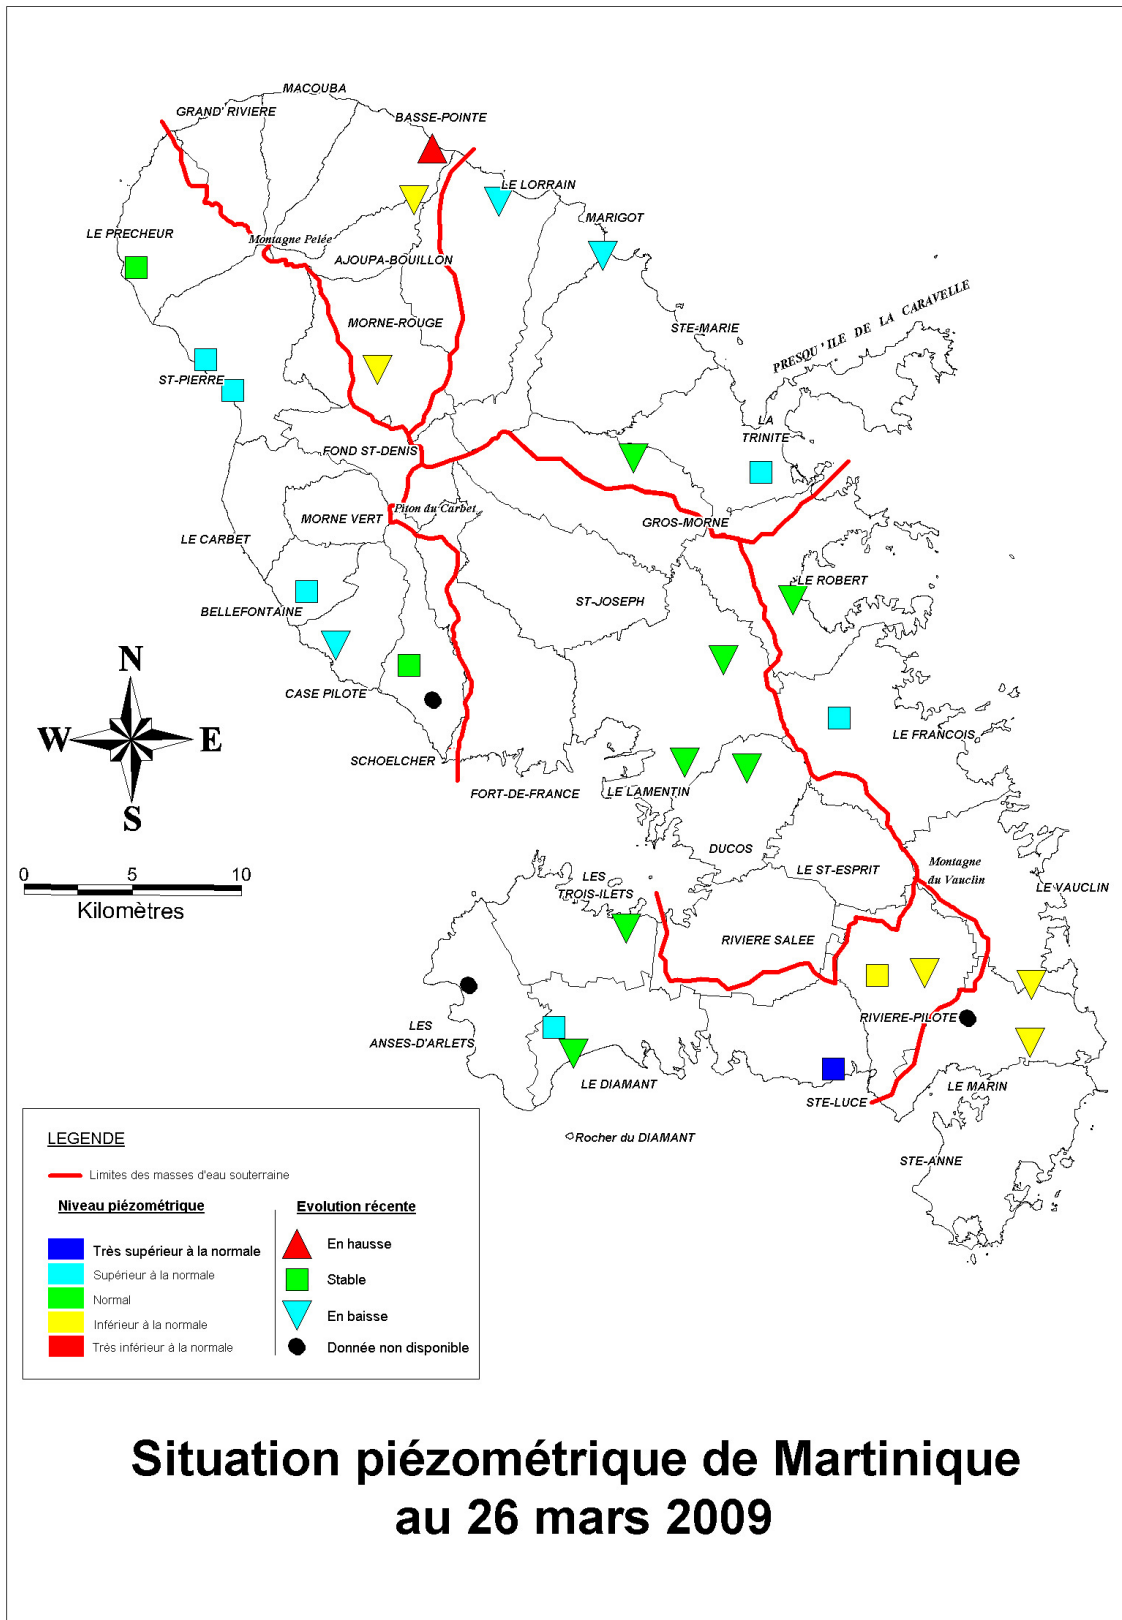 MACOUBA
GRAND' RIVIERE
BASSE-POINTE
LE LORRAIN
MARIGOT
LE PRECHEUR
Montagne Pelée
AJOUPA-BOUILLON
PRESQU'ILE DE LA CARAVELLE
MORNE-ROUGE
STE-MARIE
ST-PIERRE
LA
TRINITE
FOND ST-DENIS
Piton du Carbet
MORNE VERT
GROS-MORNE
LE CARBET
LE ROBERT
ST-JOSEPH
BELLEFONTAINE
N
CASE PILOTE
W
E
LE FRANCOIS
SCHOELCHER
FORT-DE-FRANCE
LE LAMENTIN
S
DUCOS
0 5 10
Kilomètres
LE ST-ESPRIT
Montagne
du Vauclin
LES
TROIS-ILETS
LE VAUCLIN
RIVIERE SALEE
LES
ANSES-D'ARLETS
RIVIERE-PILOTE
LE DIAMANT
STE-LUCE
LE MARIN
Rocher du DIAMANT
STE-ANNE
LEGENDE
Limites des masses d'eau souterraine
Niveau piézométrique
Très supérieur à la normale
Supérieur à la normale
Normal
Inférieur à la normale
Très inférieur à la normale
Evolution récente
En hausse
Stable
En baisse
Donnée non disponible
Situation piézométrique de Martinique
au 26 mars 2009